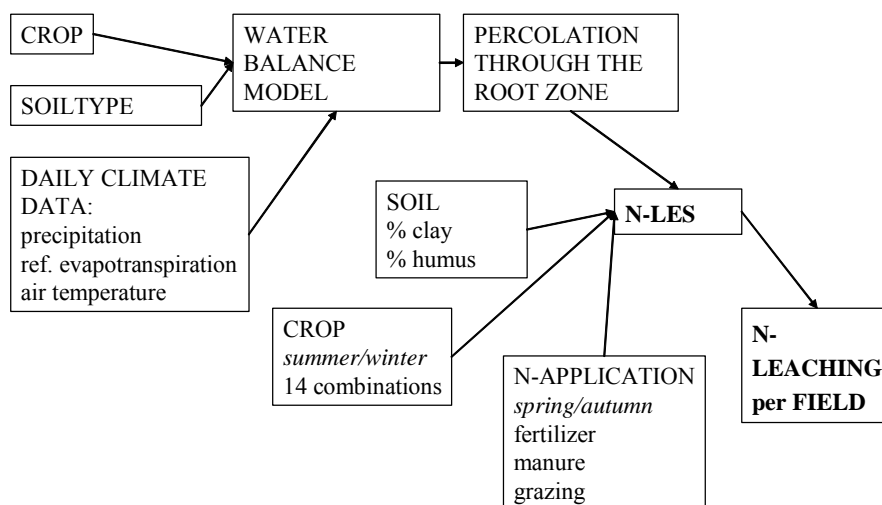 CROP
WATER
BALANCE
MODEL
PERCOLATION
THROUGH THE
ROOT ZONE
SOILTYPE
DAILY CLIMATE
DATA:
precipitation
ref. evapotranspiration
air temperature
SOIL
% clay
% humus
N-LES
CROP
summer/winter
14 combinations
N-APPLICATION
spring/autumn
fertilizer
manure
grazing
N-
LEACHING
per FIELD